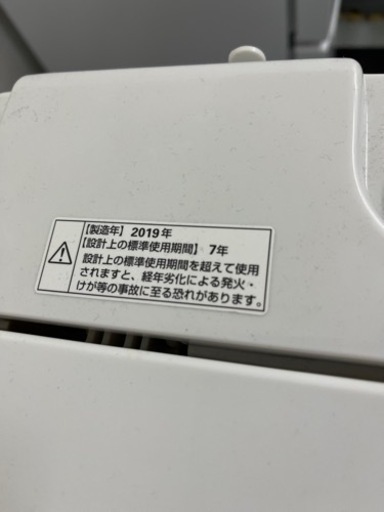 【製造年】2019年
【設計上の標準使用期間】7年
設計上の標準使用期間を超えて使用
されますと、経年劣化による発火・
けが等の事故に至る恐れがあります。